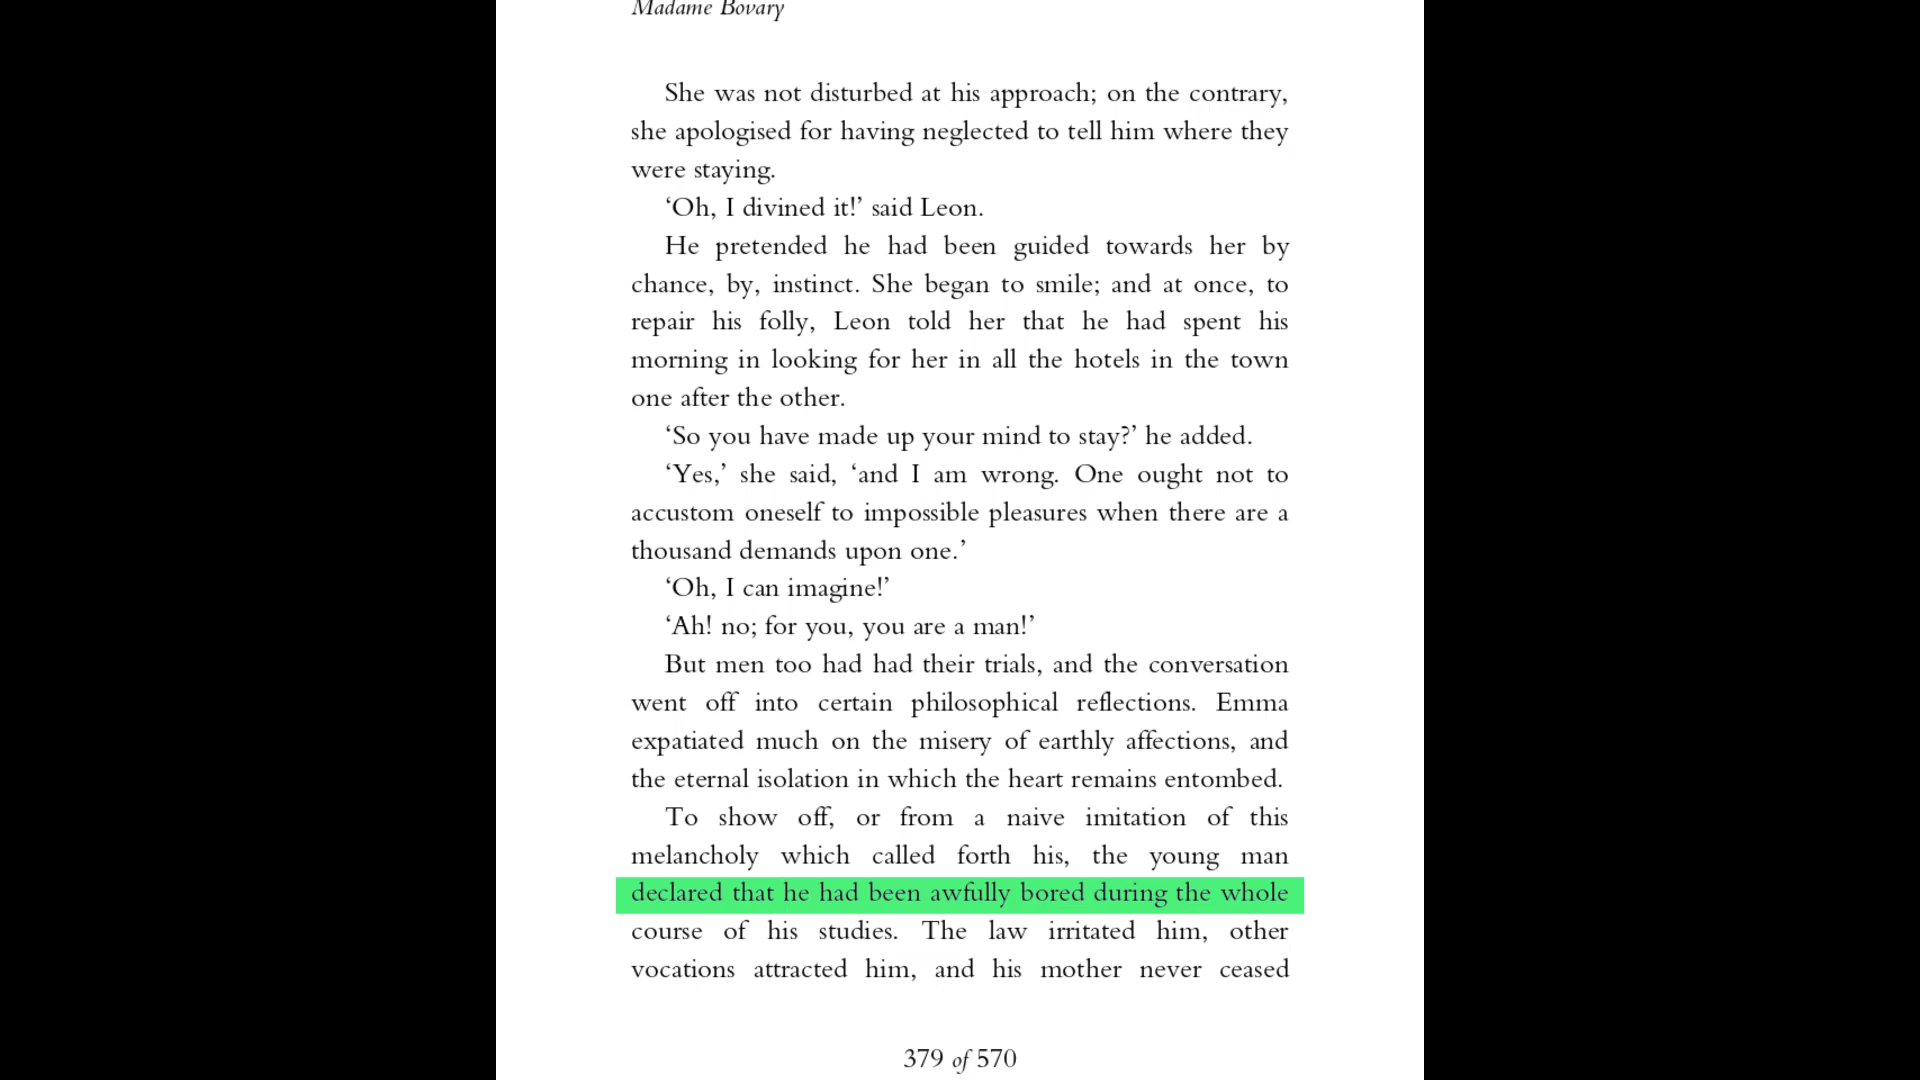 Madame Bovary
She was not disturbed at his approach; on the contrary,
she apologised for having neglected to tell him where they
were staying.
‘Oh, I divined it!’ said Leon.
He pretended he had been guided towards her by
chance, by, instinct. She began to smile; and at once, to
repair his folly, Leon told her that he had spent his
morning in looking for her in all the hotels in the town
one after the other.
‘So you have made up your mind to stay?’ he added.
‘Yes,’ she said, ‘and I am wrong. One ought not to
accustom oneself to impossible pleasures when there are a
thousand demands upon one.’
‘Oh, I can imagine!’
‘Ah! no; for you, you are a man!’
But men too had had their trials, and the conversation
went off into certain philosophical reflections. Emma
expatiated much on the misery of earthly affections, and
the eternal isolation in which the heart remains entombed.
To show off, or from a naive imitation of this
melancholy which called forth his, the young man
declared that he had been awfully bored during the whole
course of his studies. The law irritated him, other
vocations attracted him, and his mother never ceased
379 of 570